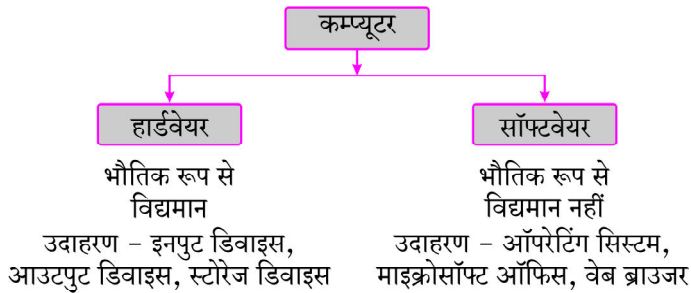 कम्प्यूटर
हार्डवेयर
भौतिक रूप से
विद्यमान
उदाहरण – इनपुट डिवाइस,
आउटपुट डिवाइस, स्टोरेज डिवाइस
सॉफ्टवेयर
भौतिक रूप से
विद्यमान नहीं
उदाहरण – ऑपरेटिंग सिस्टम,
माइक्रोसॉफ्ट ऑफिस, वेब ब्राउजर